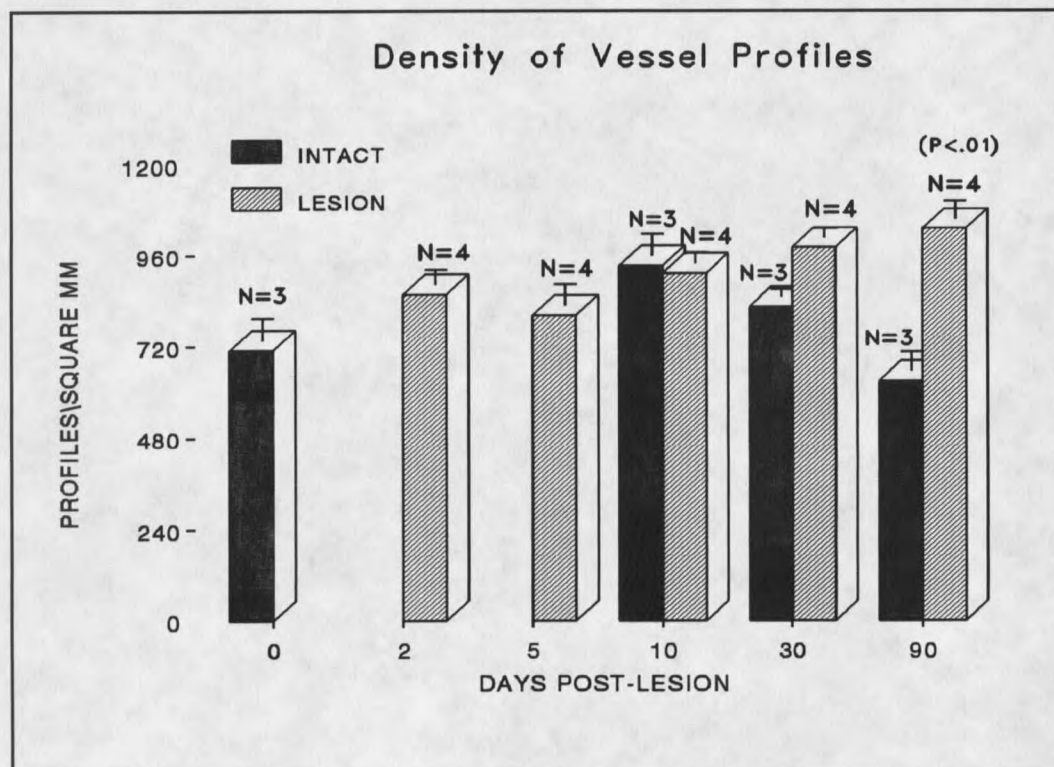 Density of Vessel Profiles
INTACT
LESION
(P<.01)
PROFILES\SQUARE MM
1200
960
720
480
240
0
N=3
N=4
N=4
N=3
N=4
N=3
N=4
N=3
N=4
0 2 5 10 30 90
DAYS POST-LESION